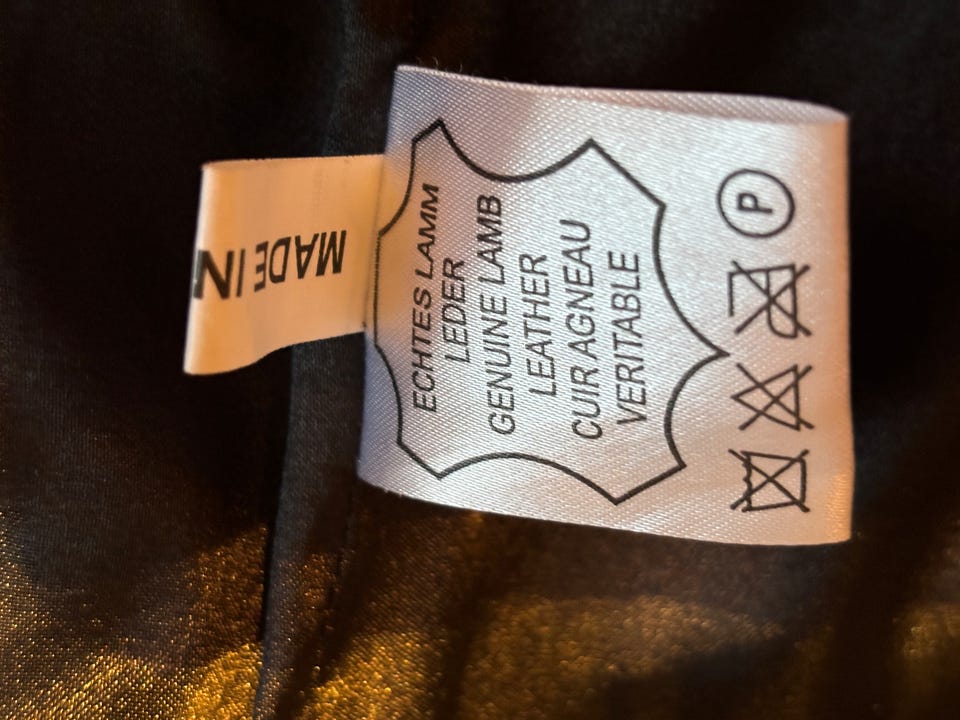 MADE IN
ECHTES LAMM
LEDER
GENUINE LAMB
LEATHER
CUIR AGNEAU
VERITABLE
P